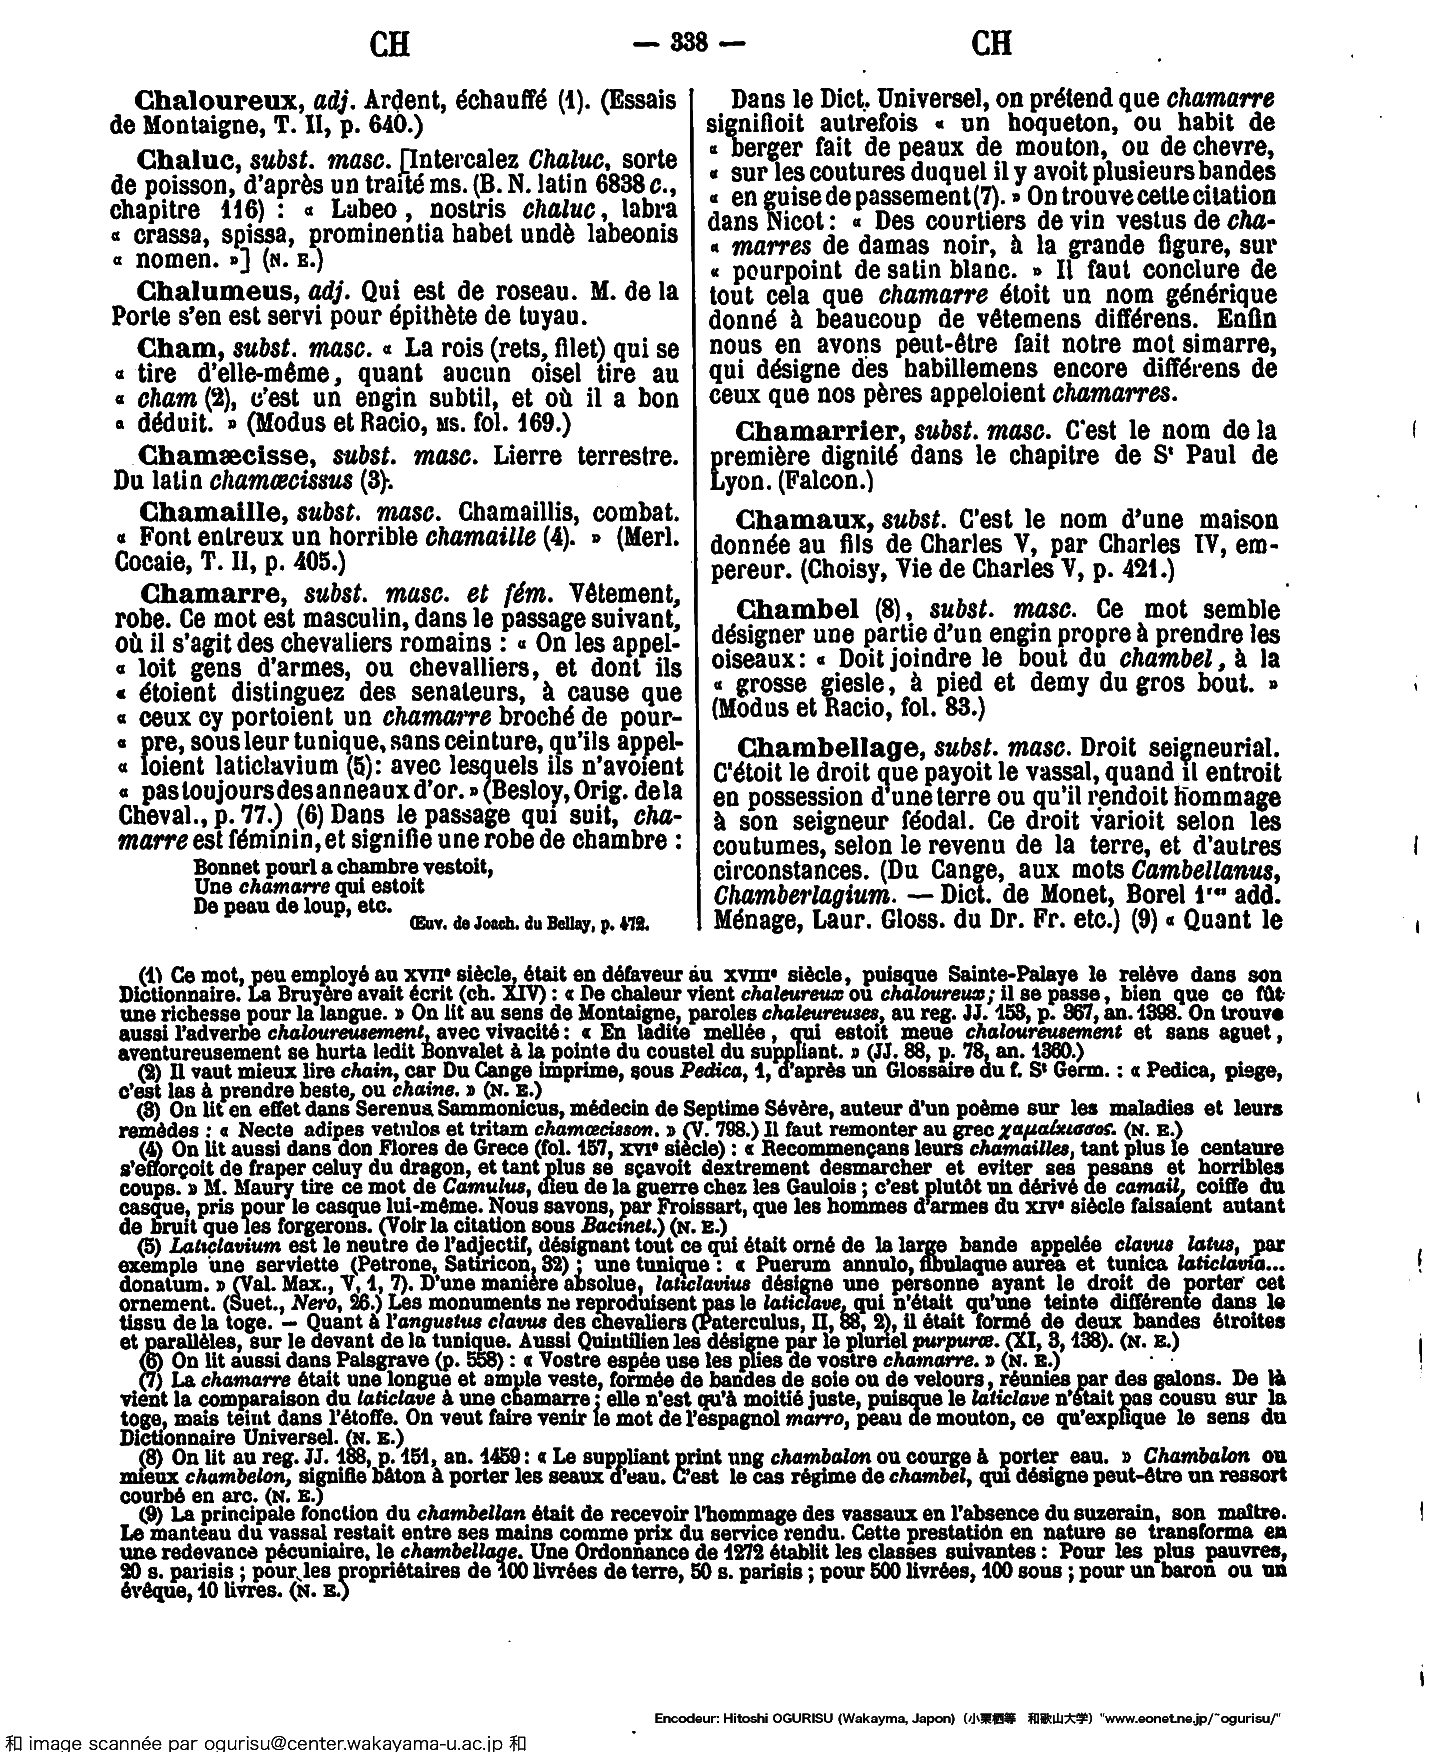 CH — 338 — CH
Chaloureux, adj. Ardent, échauffé (1). (Essais
de Montaigne, T. II, p. 640.)
Chaluc, subst. masc. [Intercalez Chaluc, sorte
de poisson, d'après un traité ms. (B. N. latin 6838 c.,
chapitre 116) : « Labeo, nostris chaluc, labra
« crassa, spissa, prominentia habet undè labeonis
« nomen. »] (N. E.)
Chalumeus, adj. Qui est de roseau. M. de la
Porte s'en est servi pour épithète de tuyau.
Cham, subst. masc. « La rois (rets, filet) qui se
« tire d'elle-même, quant aucun oisel tire au
« cham (2), c'est un engin subtil, et où il a bon
« déduit. » (Modus et Racio, MS. fol. 169.)
Chamæcisse, subst. masc. Lierre terrestre.
Du latin chamœcissus (3).
Chamaille, subst. masc. Chamaillis, combat.
« Font entreux un horrible chamaille (4). » (Merl.
Cocaie, T. II, p. 405.)
Chamarre, subst. masc. et fém. Vêtement,
robe. Ce mot est masculin, dans le passage suivant,
où il s'agit des chevaliers romains : « On les appel-
« loit gens d'armes, ou chevalliers, et dont ils
« étoient distinguez des senateurs, à cause que
« ceux cy portoient un chamarre broché de pour-
« pre, sous leur tunique, sans ceinture, qu'ils appel-
« loient laticlavium (5): avec lesquels ils n'avoient
« pas toujours des anneaux d'or. » (Besloy, Orig. de la
Cheval., p. 77.) (6) Dans le passage qui suit, cha-
marre est féminin, et signifie une robe de chambre :
Bonnet pourl a chambre vestoit,
Une chamarre qui estoit
De peau de loup, etc.
Œuv. de Joach. du Bellay, p. 472.
Dans le Dict. Universel, on prétend que chamarre
signifioit autrefois « un hoqueton, ou habit de
« berger fait de peaux de mouton, ou de chevre,
« sur les coutures duquel il y avoit plusieurs bandes
« en guise de passement (7). » On trouve cette citation
dans Nicot : « Des courtiers de vin vestus de cha-
« marres de damas noir, à la grande figure, sur
« pourpoint de satin blanc. » Il faut conclure de
tout cela que chamarre étoit un nom générique
donné à beaucoup de vêtemens différens. Enfin
nous en avons peut-être fait notre mot simarre,
qui désigne des habillemens encore différens de
ceux que nos pères appeloient chamarres.
Chamarrier, subst. masc. C'est le nom de la
première dignité dans le chapitre de St Paul de
Lyon. (Falcon.)
Chamaux, subst. C'est le nom d'une maison
donnée au fils de Charles V, par Charles IV, em-
pereur. (Choisy, Vie de Charles V, p. 421.)
Chambel (8), subst. masc. Ce mot semble
désigner une partie d'un engin propre à prendre les
oiseaux : « Doit joindre le bout du chambel, à la
« grosse giesle, à pied et demy du gros bout. »
(Modus et Racio, fol. 83.)
Chambellage, subst. masc. Droit seigneurial.
C'étoit le droit que payoit le vassal, quand il entroit
en possession d'une terre ou qu'il rendoit hommage
à son seigneur féodal. Ce droit varioit selon les
coutumes, selon le revenu de la terre, et d'autres
circonstances. (Du Cange, aux mots Cambellanus,
Chamberlagium. — Dict. de Monet, Borel 1res add.
Ménage, Laur. Gloss. du Dr. Fr. etc.) (9) « Quant le
(1) Ce mot, peu employé au XVIIe siècle, était en défaveur au XVIIIe siècle, puisque Sainte-Palaye le relève dans son
Dictionnaire. La Bruyère avait écrit (ch. XIV) : « De chaleur vient chaleureux ou chaloureux; il se passe, bien que ce fût
une richesse pour la langue. » On lit au sens de Montaigne, paroles chaleureuses, au reg. JJ. 153, p. 367, an. 1398. On trouve
aussi l'adverbe chaloureusement, avec vivacité : « En ladite mellée, qui estoit meue chaloureusement et sans aguet,
aventureusement se hurta ledit Bonvalet à la pointe du coustel du suppliant. » (JJ. 88, p. 78, an. 1360.)
(2) Il vaut mieux lire chain, car Du Cange imprime, sous Pedica, 1, d'après un Glossaire du f. St Germ. : « Pedica, piege,
c'est las à prendre beste, ou chaine. » (N. E.)
(3) On lit en effet dans Serenus Sammonicus, médecin de Septime Sévère, auteur d'un poème sur les maladies et leurs
remèdes : « Necte adipes vetulos et tritam chamœcisson. » (V. 798.) Il faut remonter au grec χαμαίκισσος. (N. E.)
(4) On lit aussi dans don Flores de Grece (fol. 157, XVIe siècle) : « Recommençans leurs chamailles, tant plus le centaure
s'efforçoit de fraper celuy du dragon, et tant plus se sçavoit dextrement desmarcher et eviter ses pesans et horribles
coups. » M. Maury tire ce mot de Camulus, dieu de la guerre chez les Gaulois ; c'est plutôt un dérivé de camail, coiffe du
casque, pris pour le casque lui-même. Nous savons, par Froissart, que les hommes d'armes du XIVe siècle faisaient autant
de bruit que les forgerons. (Voir la citation sous Bacinet.) (N. E.)
(5) Laticlavium est le neutre de l'adjectif, désignant tout ce qui était orné de la large bande appelée clavus latus, par
exemple une serviette (Petrone, Satiricon, 32) ; une tunique : « Puerum annulo, fibulaque aurea et tunica laticlavia...
donatum. » (Val. Max., V, 1, 7). D'une manière absolue, laticlavius désigne une personne ayant le droit de porter cet
ornement. (Suet., Nero, 26.) Les monuments ne reproduisent pas le laticlave, qui n'était qu'une teinte différente dans le
tissu de la toge. — Quant à l'angustus clavus des chevaliers (Paterculus, II, 88, 2), il était formé de deux bandes étroites
et parallèles, sur le devant de la tunique. Aussi Quintilien les désigne par le pluriel purpuræ. (XI, 3, 138). (N. E.)
(6) On lit aussi dans Palsgrave (p. 558) : « Vostre espée use les plies de vostre chamarre. » (N. E.)
(7) La chamarre était une longue et ample veste, formée de bandes de soie ou de velours, réunies par des galons. De là
vient la comparaison du laticlave à une chamarre ; elle n'est qu'à moitié juste, puisque le laticlave n'était pas cousu sur la
toge, mais teint dans l'étoffe. On veut faire venir le mot de l'espagnol marro, peau de mouton, ce qu'explique le sens du
Dictionnaire Universel. (N. E.)
(8) On lit au reg. JJ. 188, p. 151, an. 1459 : « Le suppliant print ung chambalon ou courge à porter eau. » Chambalon ou
mieux chambelon, signifie bâton à porter les seaux d'eau. C'est le cas régime de chambel, qui désigne peut-être un ressort
courbé en arc. (N. E.)
(9) La principale fonction du chambellan était de recevoir l'hommage des vassaux en l'absence du suzerain, son maître.
Le manteau du vassal restait entre ses mains comme prix du service rendu. Cette prestation en nature se transforma en
une redevance pécuniaire, le chambellage. Une Ordonnance de 1272 établit les classes suivantes : Pour les plus pauvres,
20 s. parisis ; pour les propriétaires de 100 livrées de terre, 50 s. parisis ; pour 500 livrées, 100 sous ; pour un baron ou un
évêque, 10 livres. (N. E.)
Encodeur: Hitoshi OGURISU (Wakayma, Japon) (小栗栖等 和歌山大学) "www.eonet.ne.jp/~ogurisu/"
和 image scannée par ogurisu@center.wakayama-u.ac.jp 和